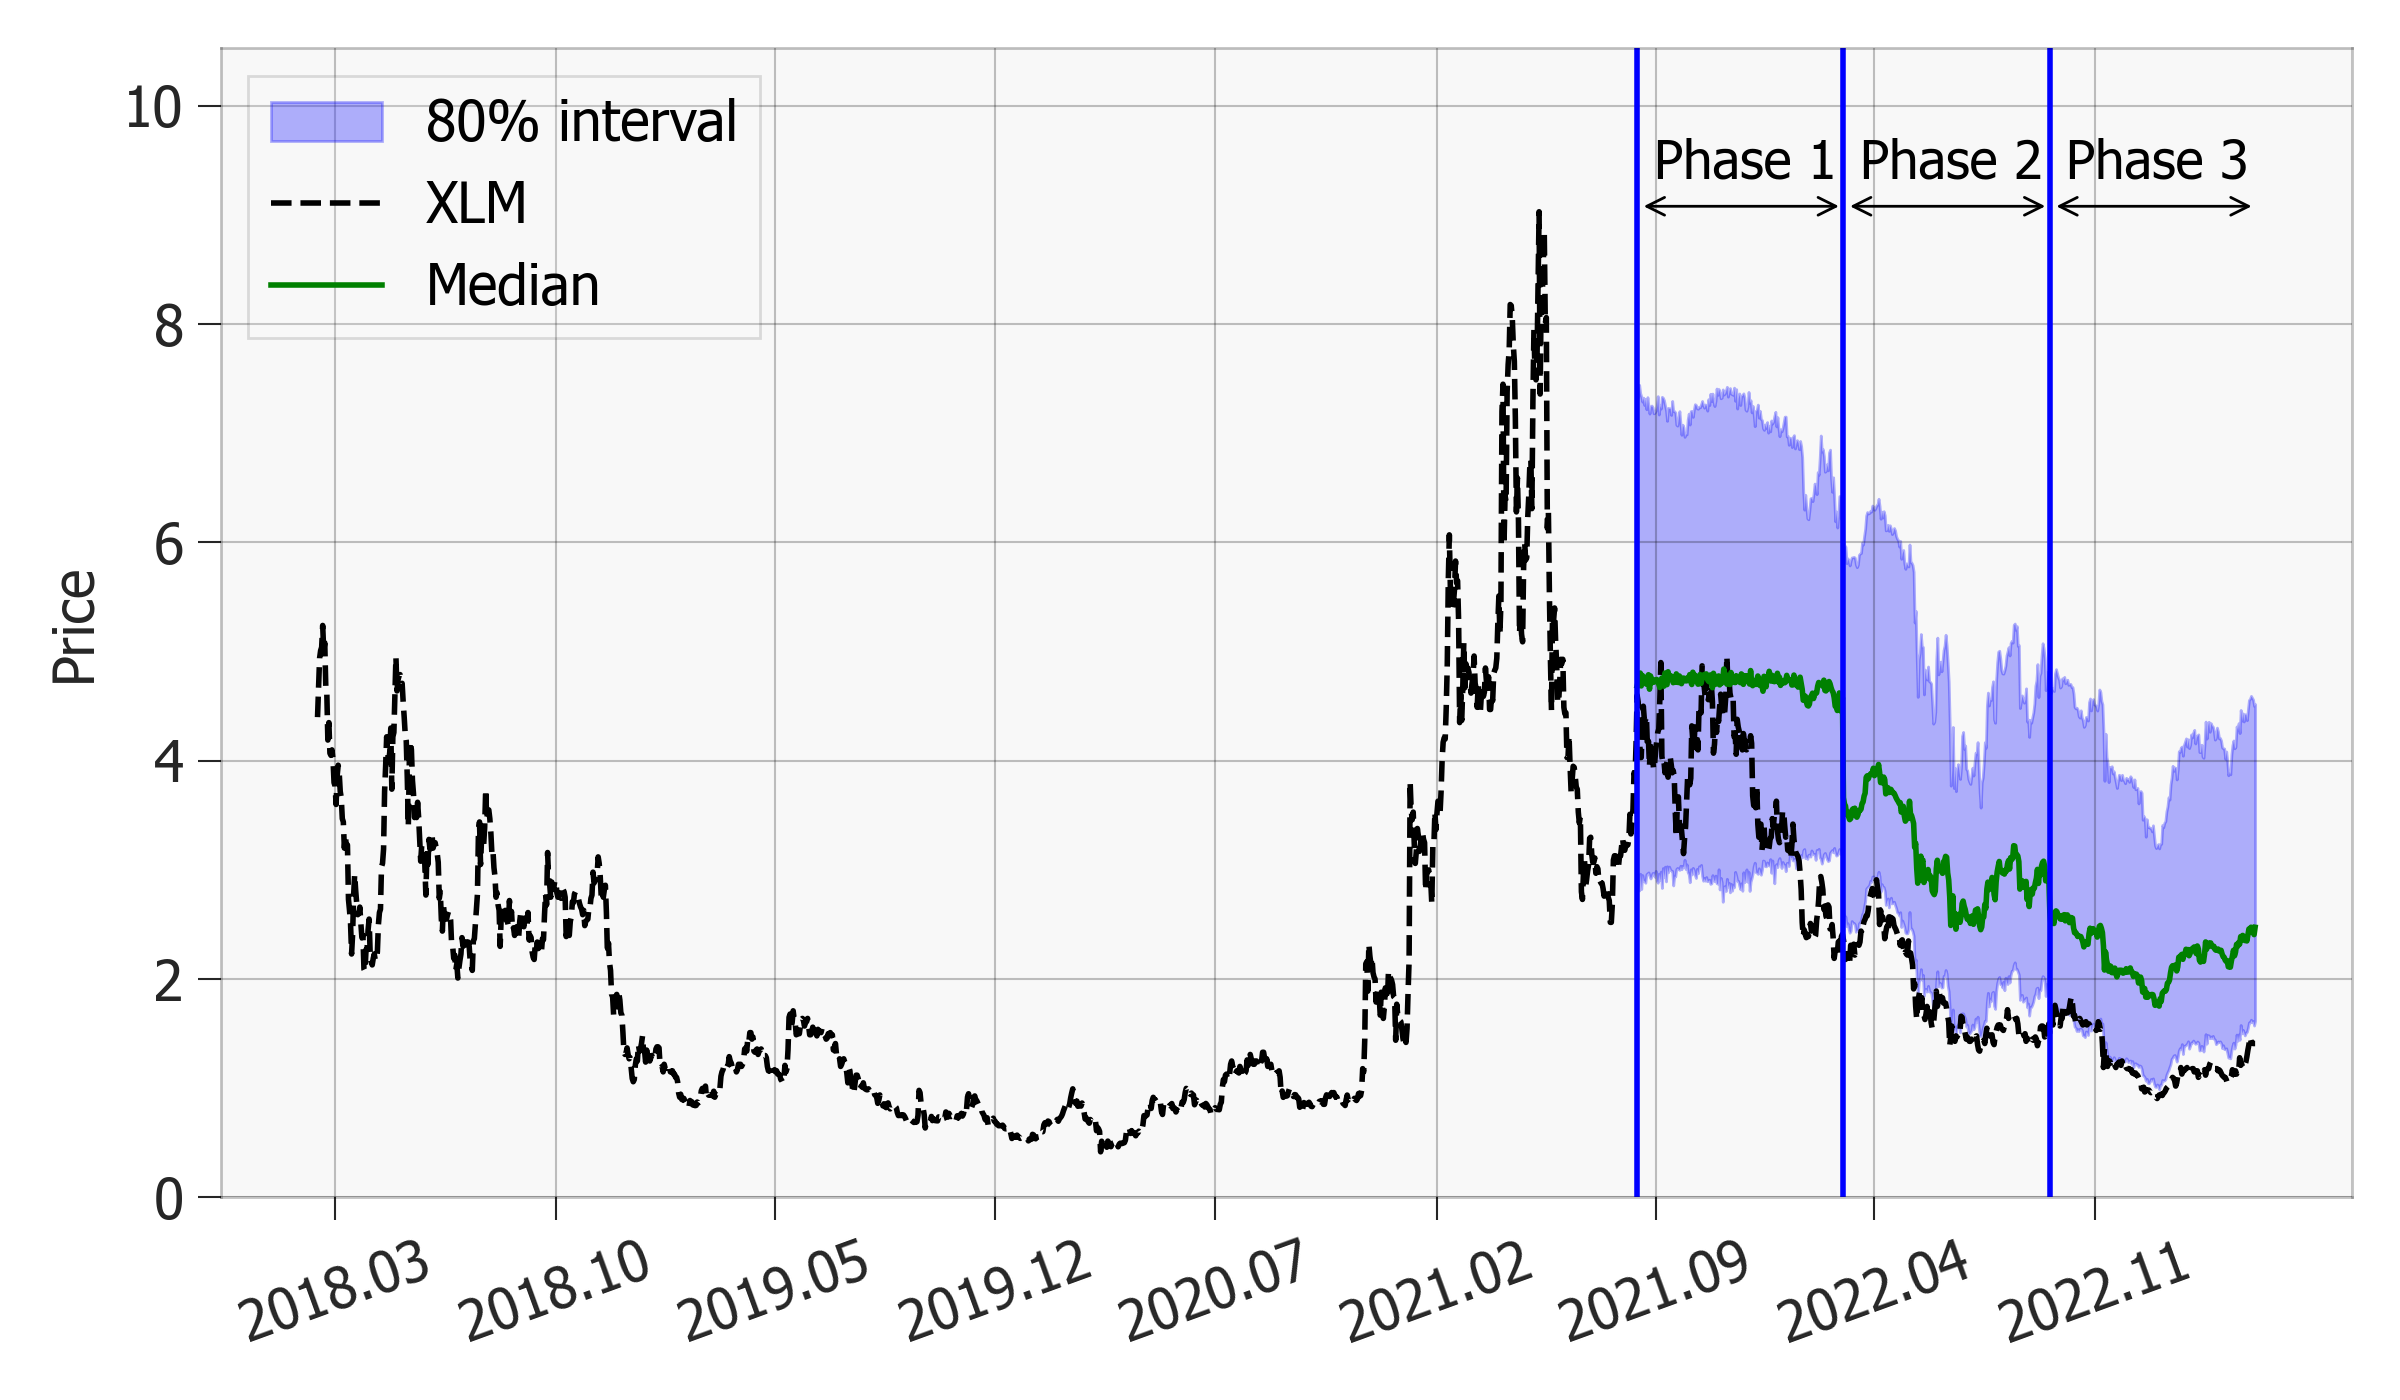 10
8
6
4
2
0
Price
80% interval
XLM
Median
Phase 1
Phase 2
Phase 3
2018.03
2018.10
2019.05
2019.12
2020.07
2021.02
2021.09
2022.04
2022.11